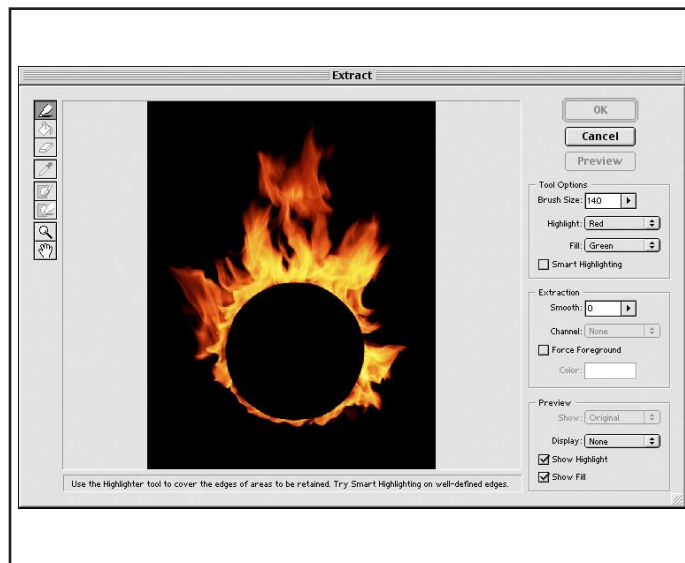 Extract
OK
Cancel
Preview
Tool Options
Brush Size: 140
Highlight: Red
Fill: Green
Smart Highlighting
Extraction
Smooth: 0
Channel: None
Force Foreground
Color:
Preview
Show: Original
Display: None
Show Highlight
Show Fill
Use the Highlighter tool to cover the edges of areas to be retained. Try Smart Highlighting on well-defined edges.